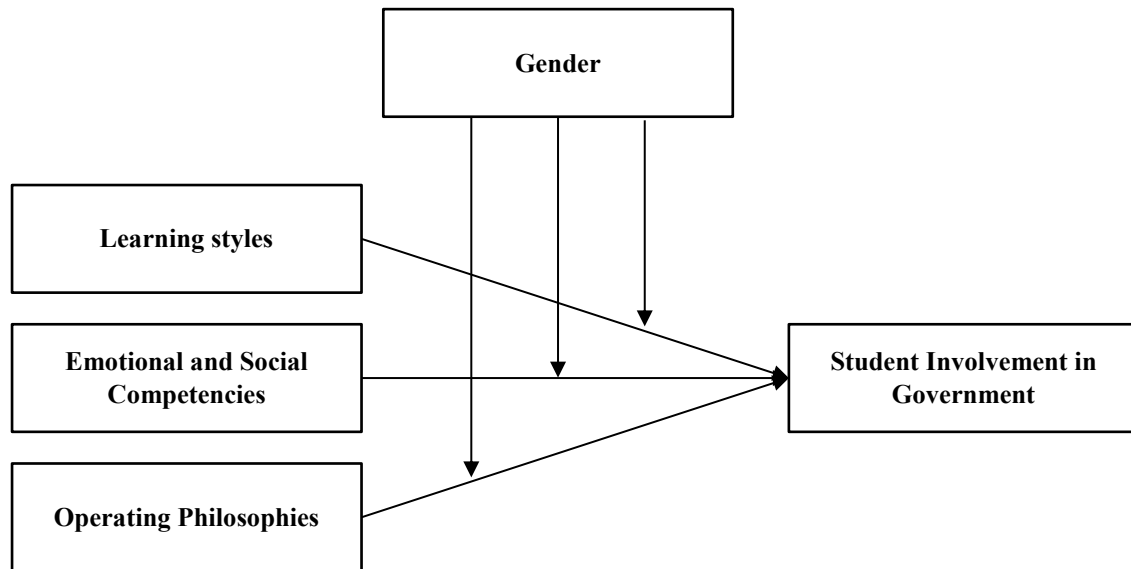 Gender
Learning styles
Emotional and Social
Competencies
Student Involvement in
Government
Operating Philosophies